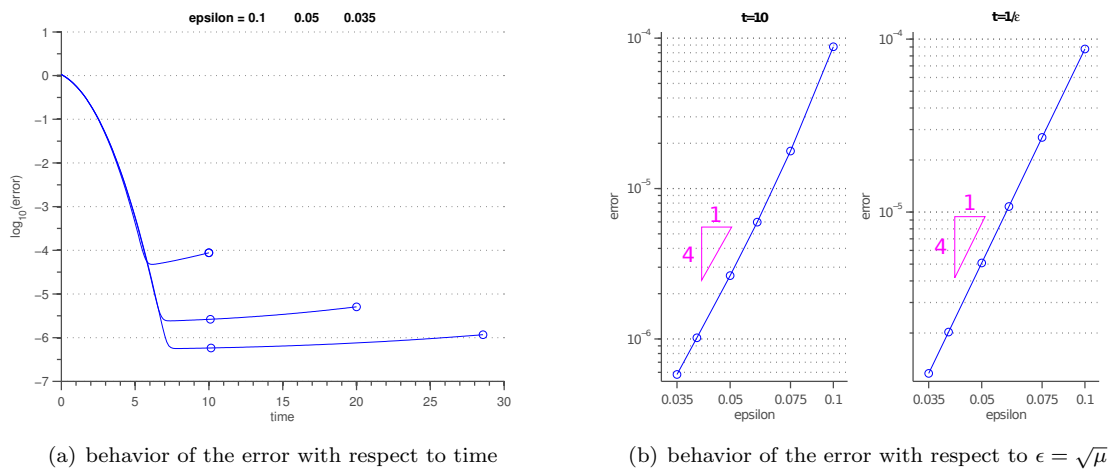 epsilon = 0.1 0.05 0.035
1
0
−1
−2
−3
−4
−5
−6
−7
log10(error)
0 5 10 15 20 25 30
time
(a) behavior of the error with respect to time
t=10
10−4
10−5
10−6
error
1
4
0.035 0.05 0.075 0.1
epsilon
t=1/ε
10−4
10−5
error
1
4
0.035 0.05 0.075 0.1
epsilon
(b) behavior of the error with respect to ϵ = √μ